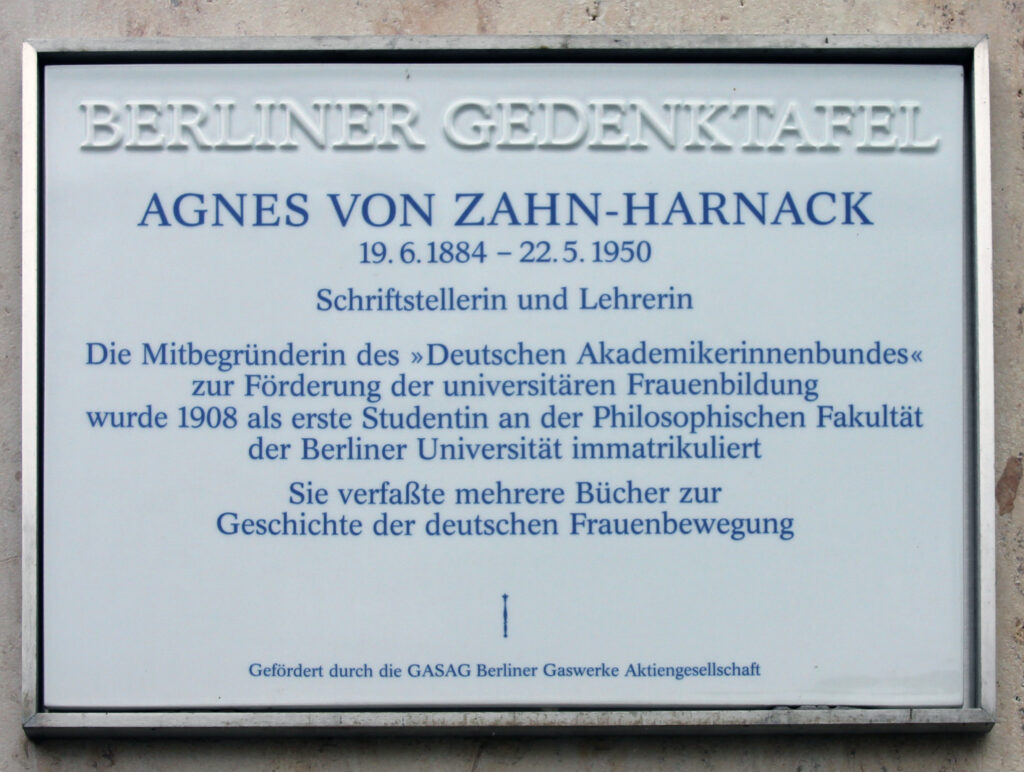 BERLINER GEDENKTAFEL
AGNES VON ZAHN-HARNACK
19.6.1884 – 22.5.1950
Schriftstellerin und Lehrerin
Die Mitbegründerin des »Deutschen Akademikerinnenbundes«
zur Förderung der universitären Frauenbildung
wurde 1908 als erste Studentin an der Philosophischen Fakultät
der Berliner Universität immatrikuliert
Sie verfaßte mehrere Bücher zur
Geschichte der deutschen Frauenbewegung
Gefördert durch die GASAG Berliner Gaswerke Aktiengesellschaft